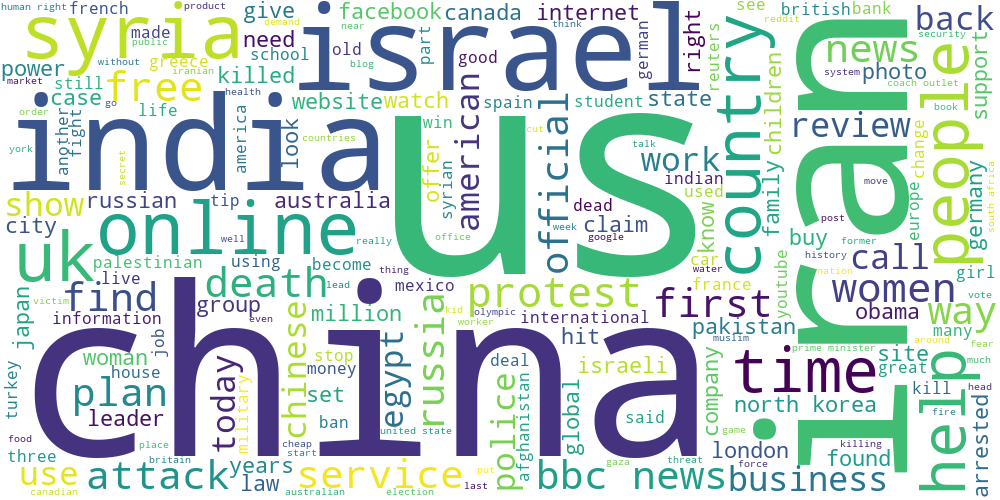 human right
french
made
product
demand
near
facebook
canada
internet
think
see
reddit
british
bank
back
syria
israel
public
need
give
old
part
good
german
right
reuters
news
security
power
without
greece
school
blog
photo
system
coach outlet
market
iranian
killed
still
go
health
free
website
watch
spain
student
state
children
people
book
support
case
order
life
win
review
india
us
iran
country
another
fight
america
look
countries
american
official
cut
talk
work
change
york
secret
offer
syrian
indian
move
europe
south africa
germany
show
russian
tip
australia
dead
used
family
city
online
week
claim
know
post
former
well
office
google
buy
call
girl
uk
really
car
history
palestinian
using
become
thing
water
youtube
nation
live
death
lead
mexico
protest
france
women
vote
find
group
million
kid
olympic
first
obama
way
victim
information
even
worker
international
many
japan
job
china
chinese
russia
hit
pakistan
muslim
around
fear
woman
today
stop
egypt
deal
israeli
time
prime minister
site
much
house
money
company
great
turkey
plan
military
set
police
kill
head
leader
ban
afghanistan
global
said
north korea
help
arrested
food
cheap
united state
game
fire
three
place
start
london
killing
britain
gaza
threat
force
found
use
attack
years
service
put
bbc news
business
law
last
canadian
australian
election